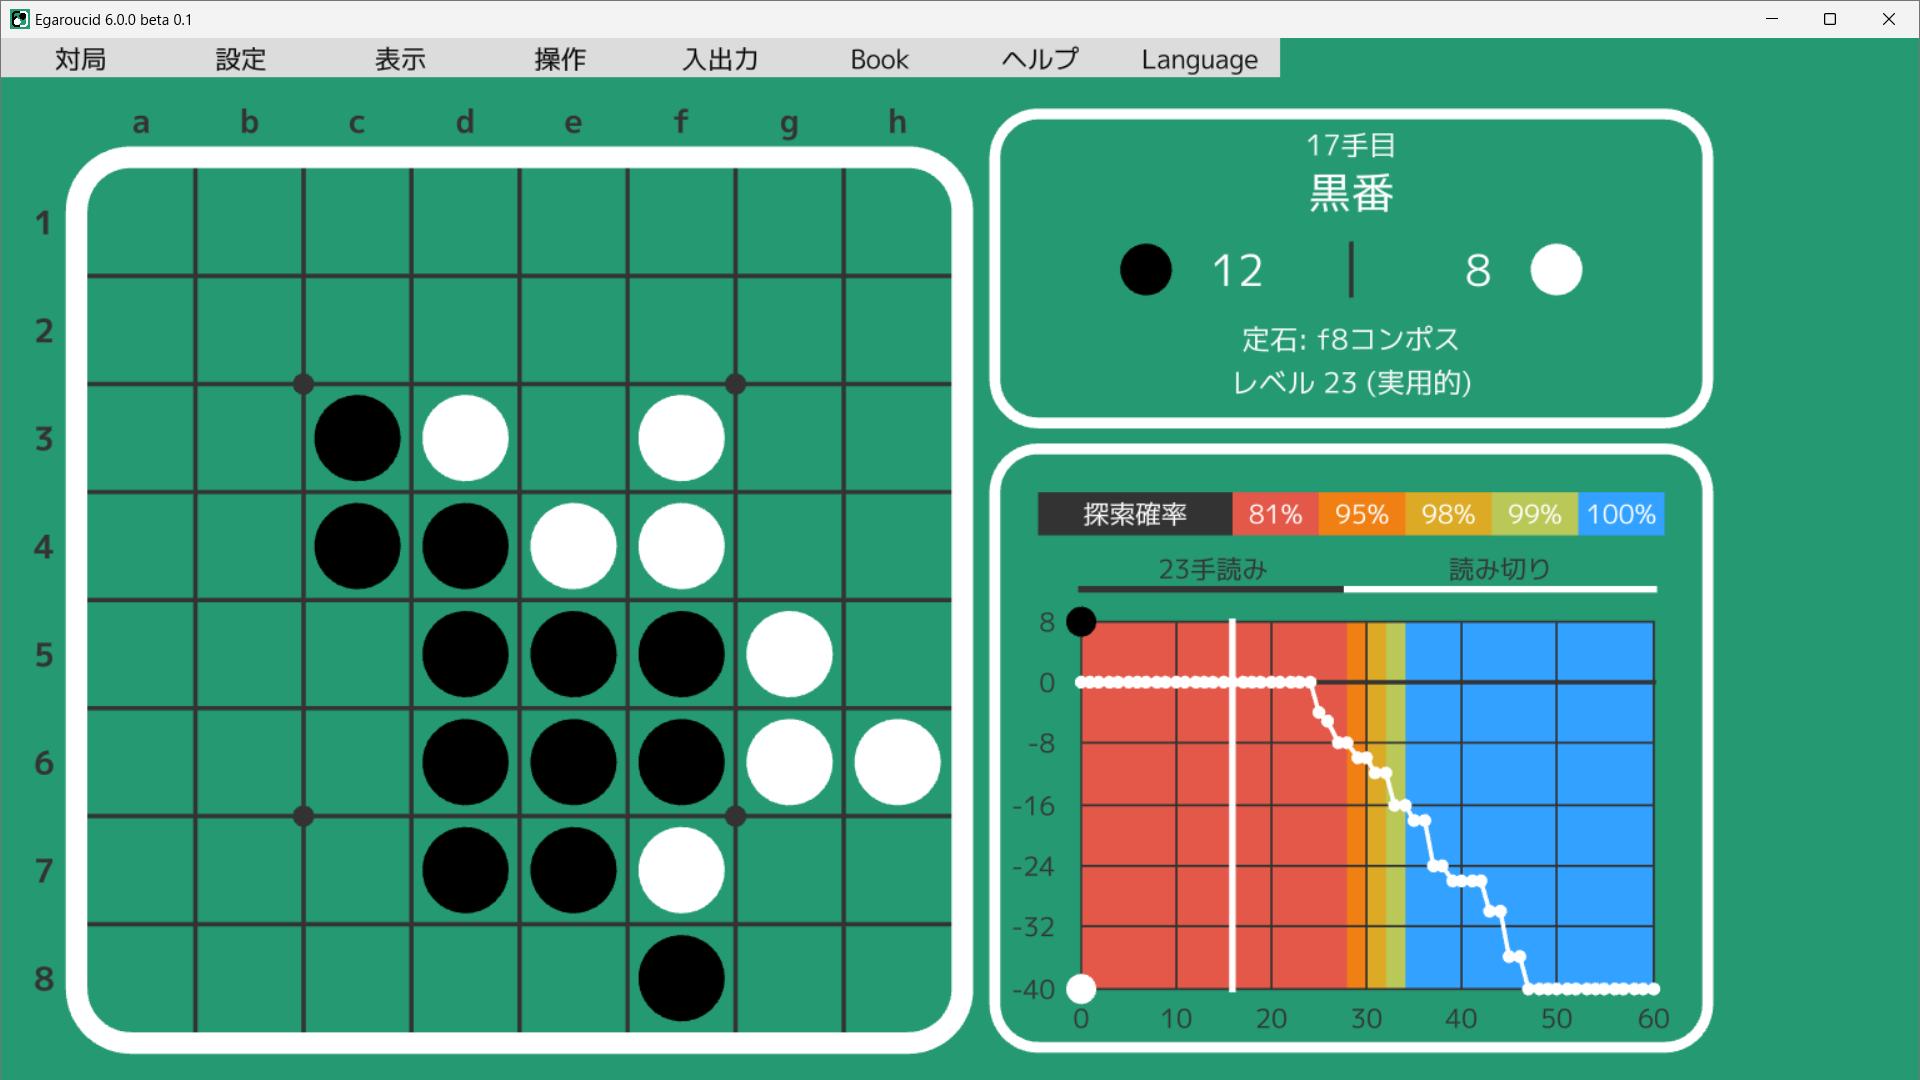 Egaroucid 6.0.0 beta 0.1
対局 設定 表示 操作 入出力 Book ヘルプ Language
a b c d e f g h
1
2
3
4
5
6
7
8
17手目
黒番
12 8
定石: f8コンポス
レベル 23 (実用的)
探索確率 81% 95% 98% 99% 100%
23手読み 読み切り
8
0
-8
-16
-24
-32
-40
0 10 20 30 40 50 60